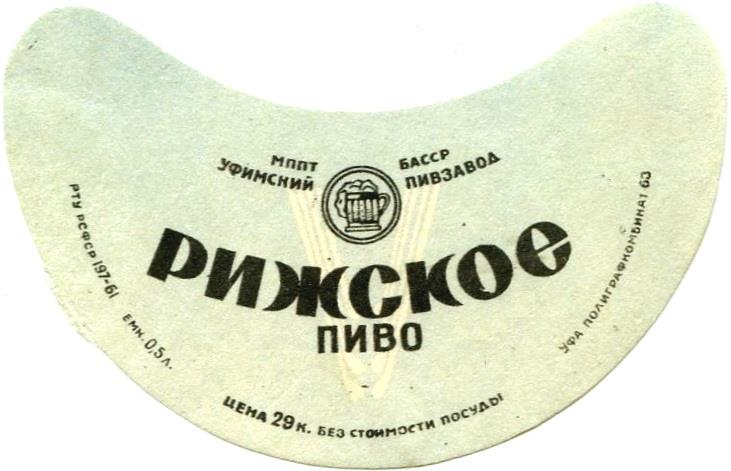 МППТ БАССР
УФИМСКИЙ ПИВЗАВОД
РИЖСКОЕ
ПИВО
РТУ РСФСР 197-61 ЕМК. 0,5 Л.
ЦЕНА 29 К. БЕЗ СТОИМОСТИ ПОСУДЫ
УФА ПОЛИГРАФКОМБИНАТ 63